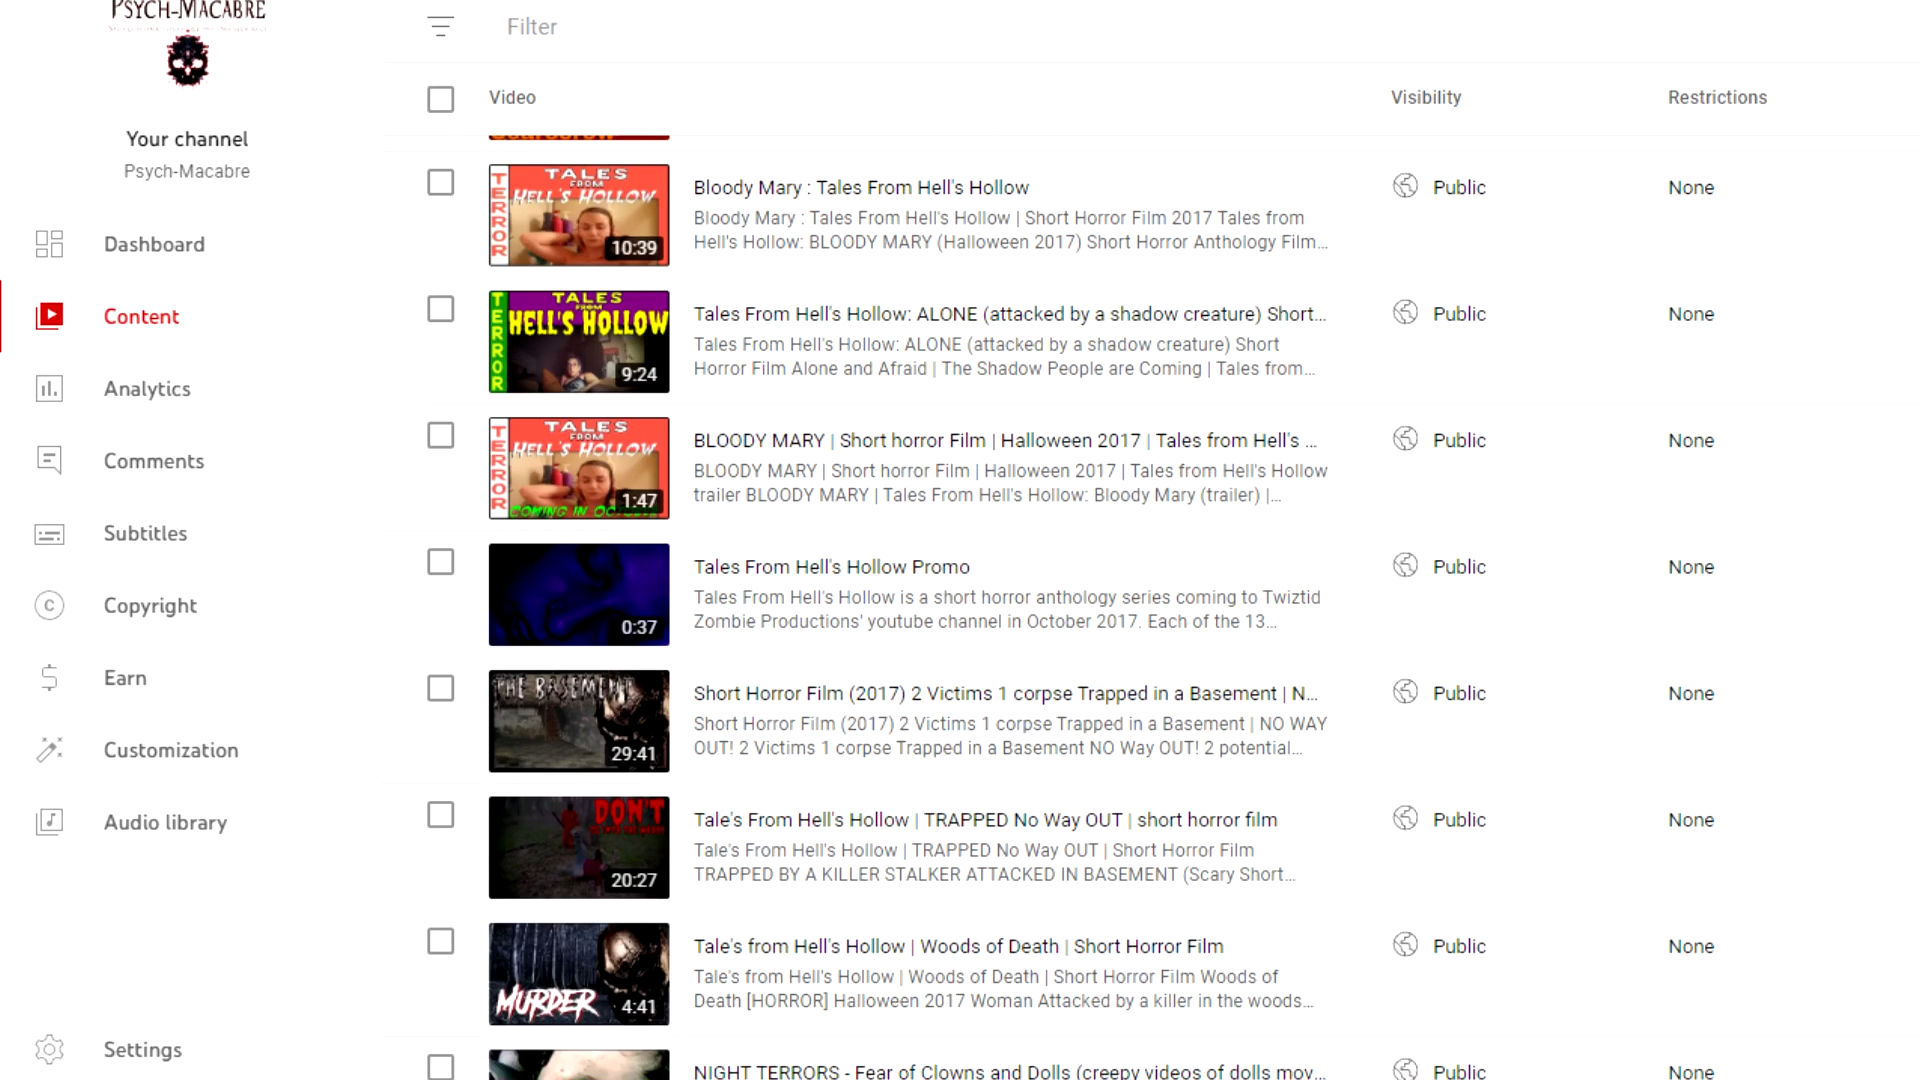 PSYCH-MACABRE
Your channel
Psych-Macabre
Dashboard
Content
Analytics
Comments
Subtitles
Copyright
Earn
Customization
Audio library
Settings
Filter
Video
Visibility
Restrictions
TALES
FROM
HELL'S HOLLOW
TERROR
10:39
Bloody Mary : Tales From Hell's Hollow
Bloody Mary : Tales From Hell's Hollow | Short Horror Film 2017 Tales from
Hell's Hollow: BLOODY MARY (Halloween 2017) Short Horror Anthology Film...
Public
None
TALES
FROM
HELL'S HOLLOW
TERROR
9:24
Tales From Hell's Hollow: ALONE (attacked by a shadow creature) Short...
Tales From Hell's Hollow: ALONE (attacked by a shadow creature) Short
Horror Film Alone and Afraid | The Shadow People are Coming | Tales from...
Public
None
TALES
FROM
HELL'S HOLLOW
TERROR
COMING IN
1:47
BLOODY MARY | Short horror Film | Halloween 2017 | Tales from Hell's ...
BLOODY MARY | Short horror Film | Halloween 2017 | Tales from Hell's Hollow
trailer BLOODY MARY | Tales From Hell's Hollow: Bloody Mary (trailer) |...
Public
None
0:37
Tales From Hell's Hollow Promo
Tales From Hell's Hollow is a short horror anthology series coming to Twiztid
Zombie Productions' youtube channel in October 2017. Each of the 13...
Public
None
THE BASEMENT
29:41
Short Horror Film (2017) 2 Victims 1 corpse Trapped in a Basement | N...
Short Horror Film (2017) 2 Victims 1 corpse Trapped in a Basement | NO WAY
OUT! 2 Victims 1 corpse Trapped in a Basement NO Way OUT! 2 potential...
Public
None
DON'T
20:27
Tale's From Hell's Hollow | TRAPPED No Way OUT | short horror film
Tale's From Hell's Hollow | TRAPPED No Way OUT | Short Horror Film
TRAPPED BY A KILLER STALKER ATTACKED IN BASEMENT (Scary Short...
Public
None
MURDER
4:41
Tale's from Hell's Hollow | Woods of Death | Short Horror Film
Tale's from Hell's Hollow | Woods of Death | Short Horror Film Woods of
Death [HORROR] Halloween 2017 Woman Attacked by a killer in the woods...
Public
None
NIGHT TERRORS - Fear of Clowns and Dolls (creepy videos of dolls mov...
Public
None